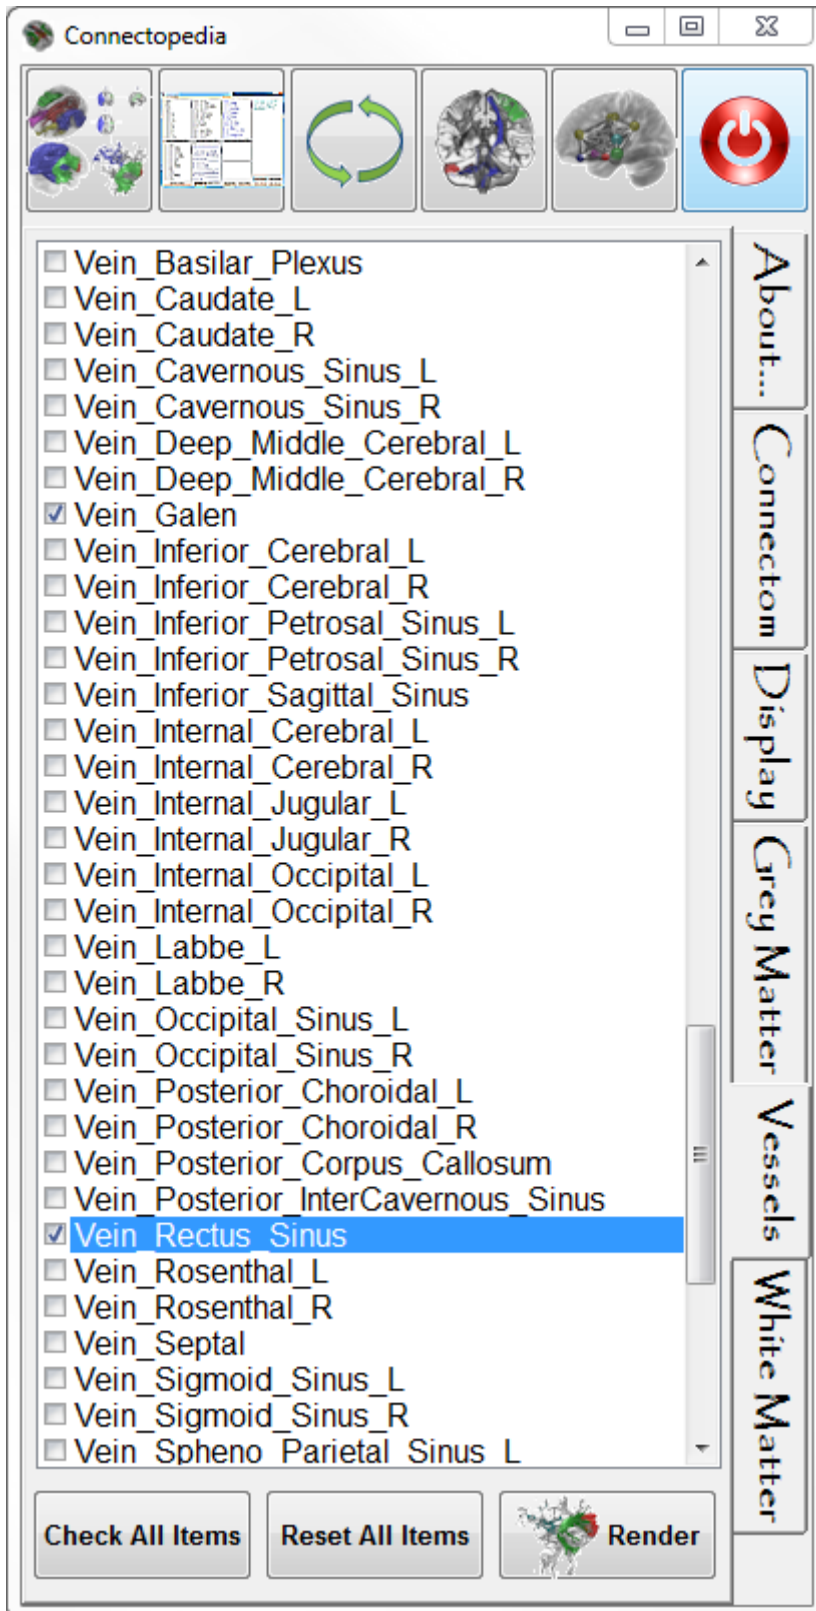 Connectopedia
Vein_Basilar_Plexus
Vein_Caudate_L
Vein_Caudate_R
Vein_Cavernous_Sinus_L
Vein_Cavernous_Sinus_R
Vein_Deep_Middle_Cerebral_L
Vein_Deep_Middle_Cerebral_R
Vein_Galen
Vein_Inferior_Cerebral_L
Vein_Inferior_Cerebral_R
Vein_Inferior_Petrosal_Sinus_L
Vein_Inferior_Petrosal_Sinus_R
Vein_Inferior_Sagittal_Sinus
Vein_Internal_Cerebral_L
Vein_Internal_Cerebral_R
Vein_Internal_Jugular_L
Vein_Internal_Jugular_R
Vein_Internal_Occipital_L
Vein_Internal_Occipital_R
Vein_Labbe_L
Vein_Labbe_R
Vein_Occipital_Sinus_L
Vein_Occipital_Sinus_R
Vein_Posterior_Choroidal_L
Vein_Posterior_Choroidal_R
Vein_Posterior_Corpus_Callosum
Vein_Posterior_InterCavernous_Sinus
Vein_Rectus_Sinus
Vein_Rosenthal_L
Vein_Rosenthal_R
Vein_Septal
Vein_Sigmoid_Sinus_L
Vein_Sigmoid_Sinus_R
Vein_Spheno_Parietal_Sinus_L
About...
Connectom
Display
Grey Matter
Vessels
White Matter
Check All Items
Reset All Items
Render